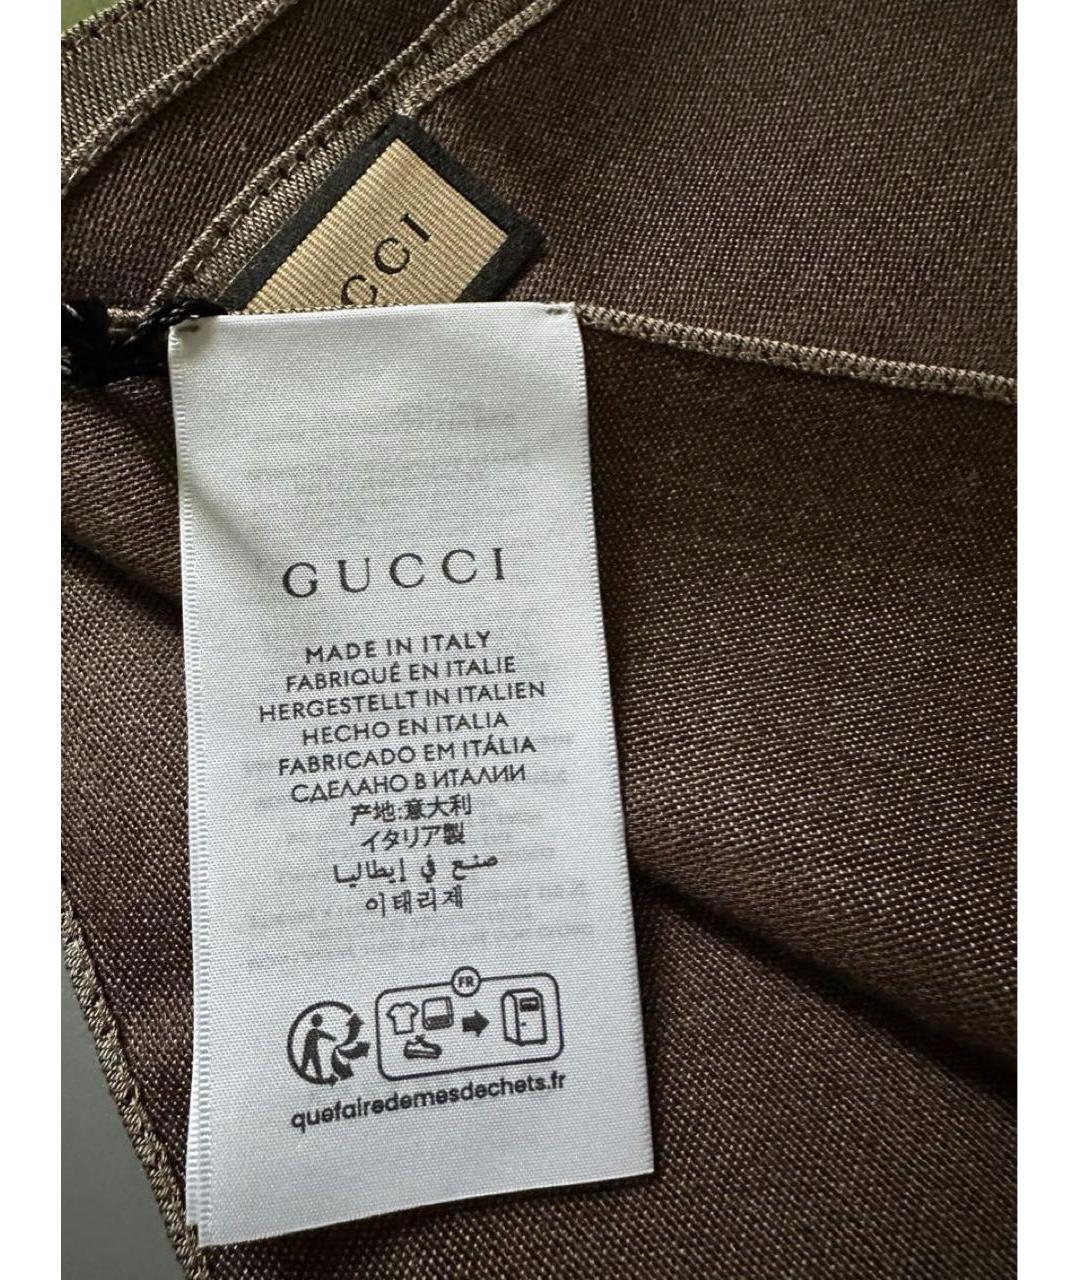 CCI
GUCCI
MADE IN ITALY
FABRIQUÉ EN ITALIE
HERGESTELLT IN ITALIEN
HECHO EN ITALIA
FABRICADO EM ITÁLIA
СДЕЛАНО В ИТАЛИИ
产地:意大利
イタリア製
صنع في إيطاليا
이태리제
FR
quefairedemesdechets.fr